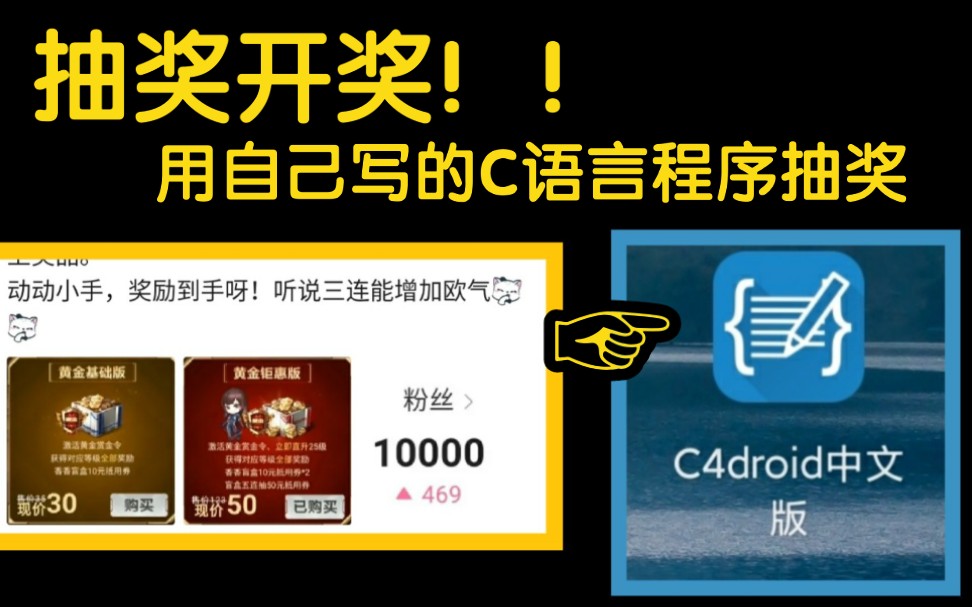 抽奖开奖！！
用自己写的C语言程序抽奖
动动小手，奖励到手呀！听说三连能增加欧气
黄金基础版
激活黄金赏金令
获得对应等级全部奖励
香香盲盒10元抵用券
现价30
购买
黄金钜惠版
激活黄金赏金令，立即直升25级
获得对应等级全部奖励
香香盲盒10元抵用券*2
盲盒五连抽50元抵用券
现价50
已购买
粉丝 >
10000
▲ 469
C4droid中文
版